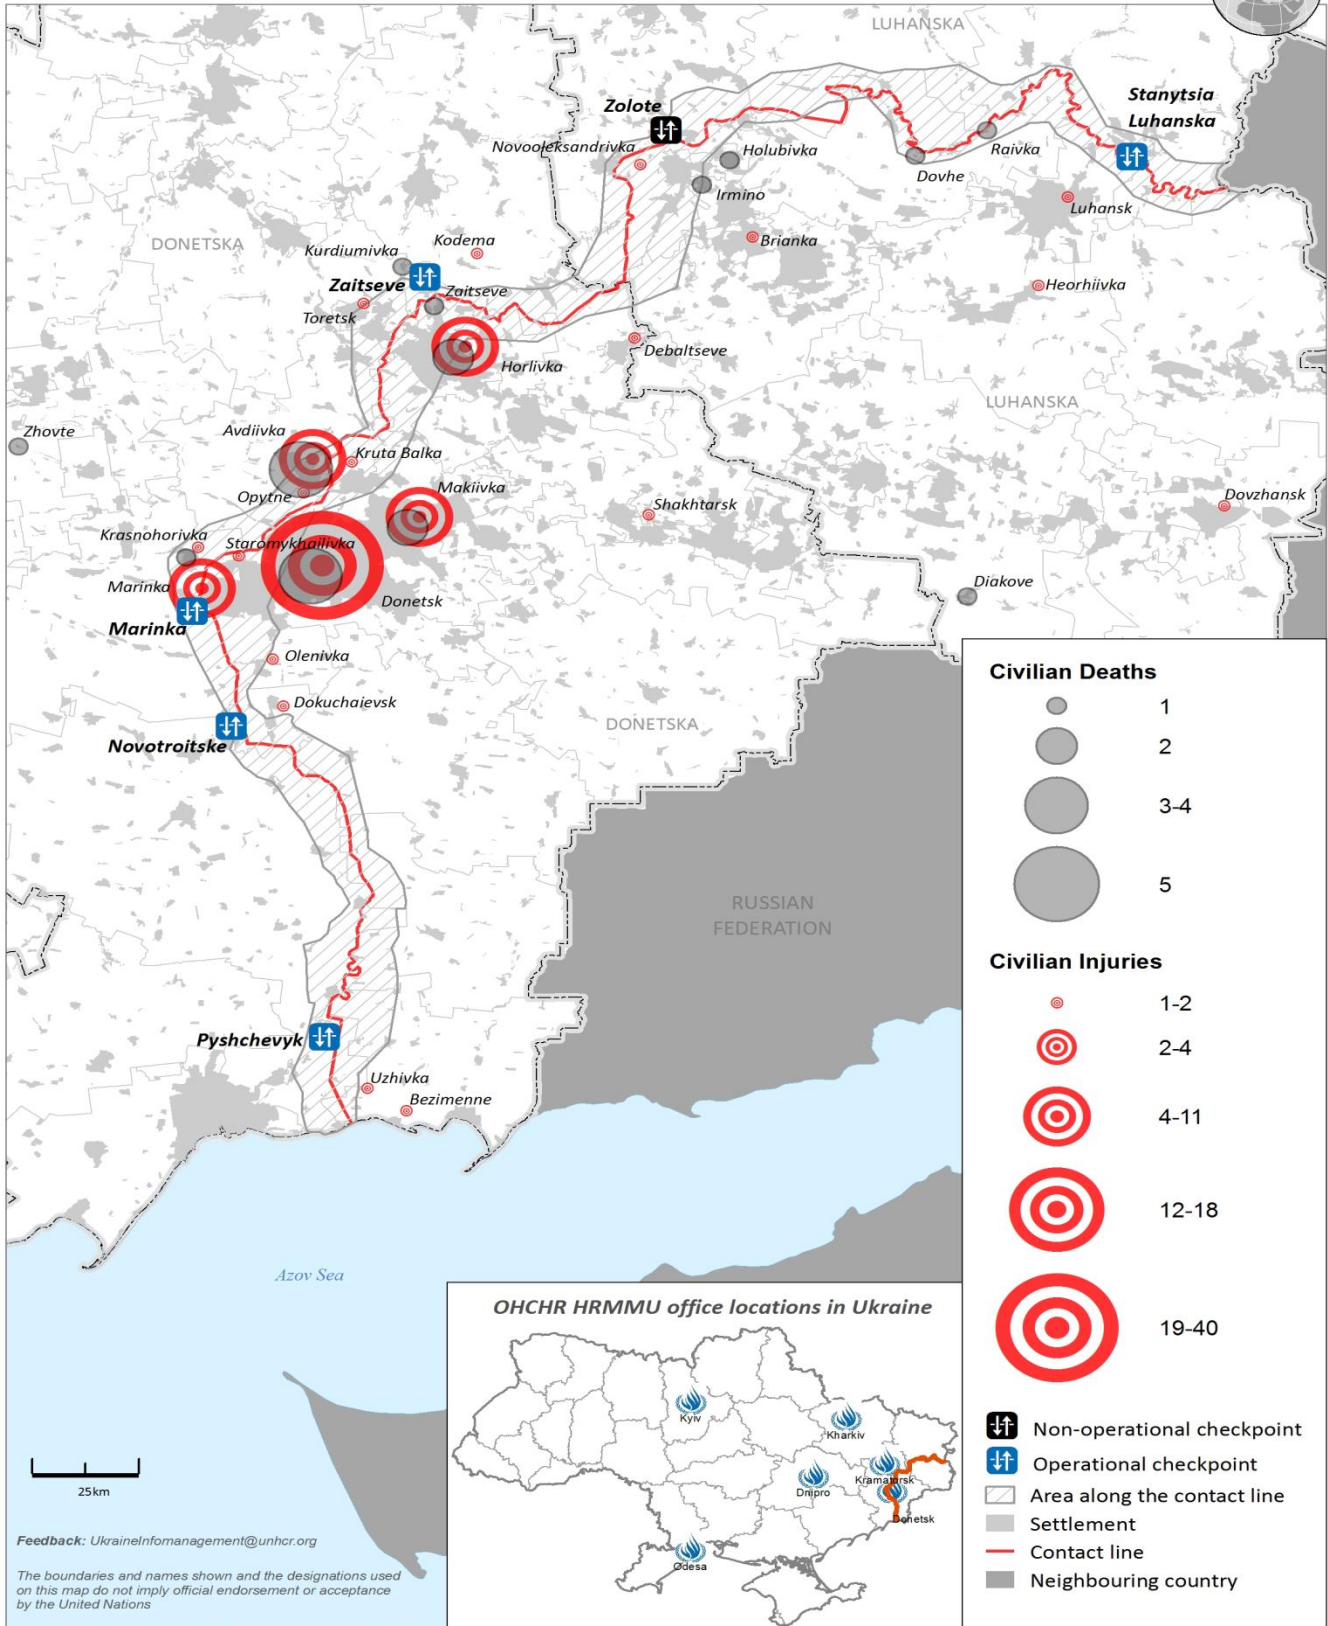 LUHANSKA
Zolote
Stanytsia
Luhanska
Novooleksandrivka
Holubivka
Raivka
Dovhe
Irmino
Luhansk
DONETSKA
Kodema
Kurdiumivka
Brianka
Zaitseve
Zaitseve
Heorhiivka
Toretsk
Debaltseve
Horlivka
LUHANSKA
Zhovte
Avdiivka
Kruta Balka
Opytne
Makiivka
Shakhtarsk
Dovzhansk
Krasnohorivka
Staromykhailivka
Marinka
Donetsk
Diakove
Marinka
Olenivka
Dokuchaievsk
DONETSKA
Novotroitske
RUSSIAN
FEDERATION
Pyshchevyk
Uzhivka
Bezimenne
Azov Sea
Civilian Deaths
1
2
3-4
5
Civilian Injuries
1-2
2-4
4-11
12-18
19-40
Non-operational checkpoint
Operational checkpoint
Area along the contact line
Settlement
Contact line
Neighbouring country
OHCHR HRMMU office locations in Ukraine
Kyiv
Kharkiv
Kramatorsk
Dnipro
Donetsk
Odesa
25km
Feedback: UkraineInfomanagement@unhcr.org
The boundaries and names shown and the designations used
on this map do not imply official endorsement or acceptance
by the United Nations